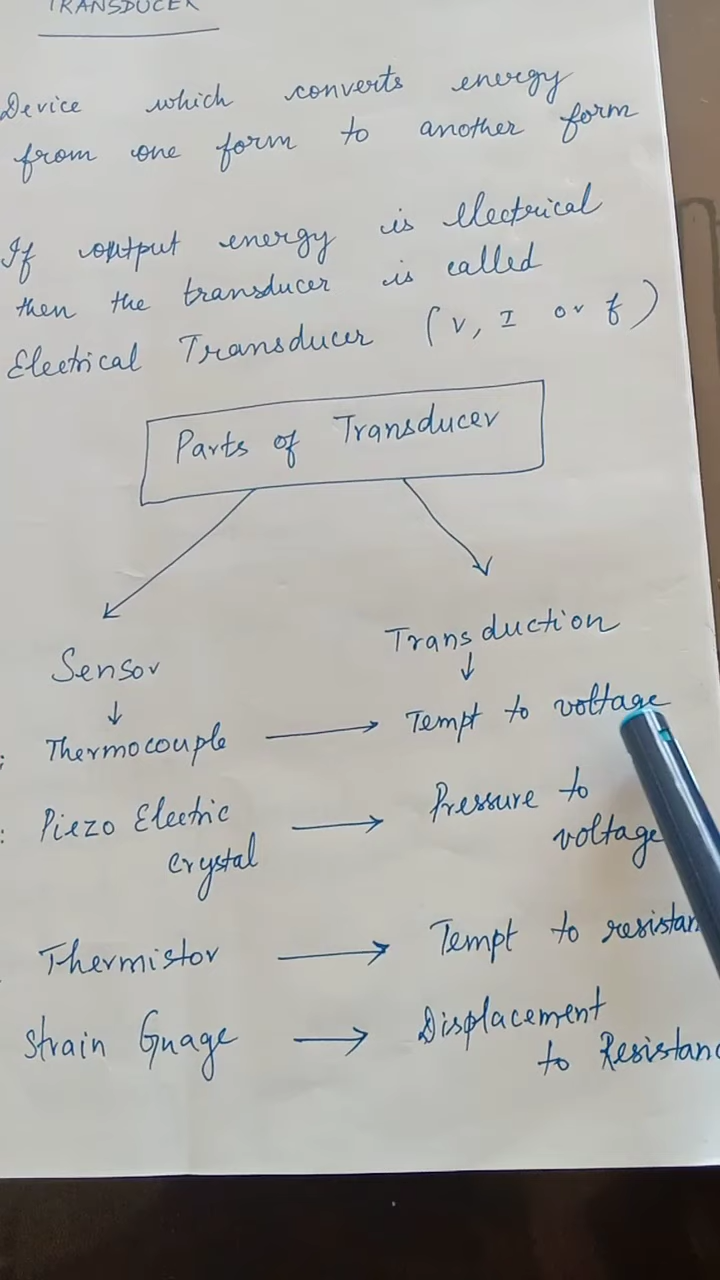 TRANSDUCER
Device which converts energy
from one form to another form
If output energy is electrical
then the transducer is called
Electrical Transducer (V, I or f)
Parts of Transducer
Sensor Transduction
Thermocouple → Tempt to voltage
: Piezo Electric → Pressure to
crystal voltage
Thermistor → Tempt to resistan
Strain Guage → Displacement
to Resistanc